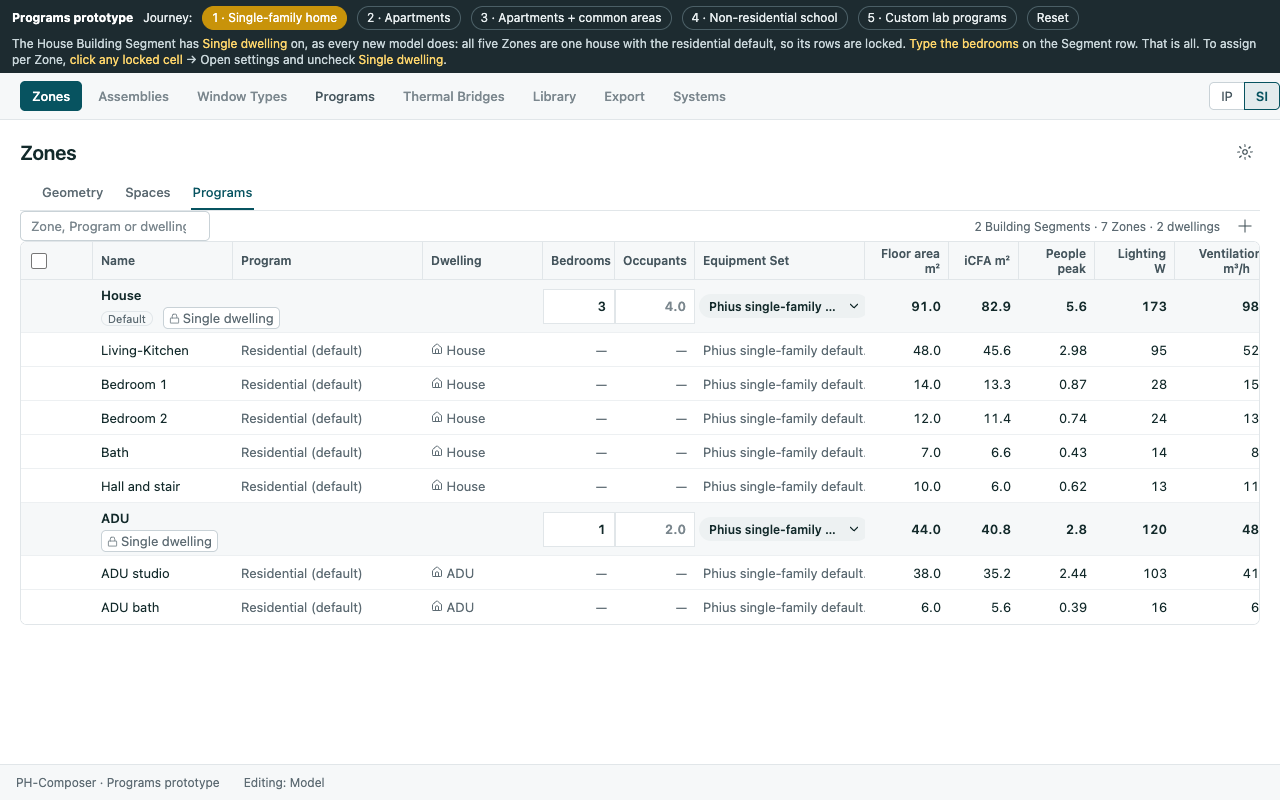 Programs prototype Journey: 1 · Single-family home 2 · Apartments 3 · Apartments + common areas 4 · Non-residential school 5 · Custom lab programs Reset
The House Building Segment has Single dwelling on, as every new model does: all five Zones are one house with the residential default, so its rows are locked. Type the bedrooms on the Segment row. That is all. To assign
per Zone, click any locked cell → Open settings and uncheck Single dwelling.
Zones Assemblies Window Types Programs Thermal Bridges Library Export Systems IP SI
Zones
Geometry Spaces Programs
Zone, Program or dwelling 2 Building Segments · 7 Zones · 2 dwellings
Name Program Dwelling Bedrooms Occupants Equipment Set Floor area m² iCFA m² People peak Lighting W Ventilation m³/h
House
Default Single dwelling 3 4.0 Phius single-family ... 91.0 82.9 5.6 173 98
Living-Kitchen Residential (default) House — — Phius single-family default. 48.0 45.6 2.98 95 52
Bedroom 1 Residential (default) House — — Phius single-family default. 14.0 13.3 0.87 28 15
Bedroom 2 Residential (default) House — — Phius single-family default. 12.0 11.4 0.74 24 13
Bath Residential (default) House — — Phius single-family default. 7.0 6.6 0.43 14 8
Hall and stair Residential (default) House — — Phius single-family default. 10.0 6.0 0.62 13 11
ADU
Single dwelling 1 2.0 Phius single-family ... 44.0 40.8 2.8 120 48
ADU studio Residential (default) ADU — — Phius single-family default. 38.0 35.2 2.44 103 41
ADU bath Residential (default) ADU — — Phius single-family default. 6.0 5.6 0.39 16 6
PH-Composer · Programs prototype Editing: Model